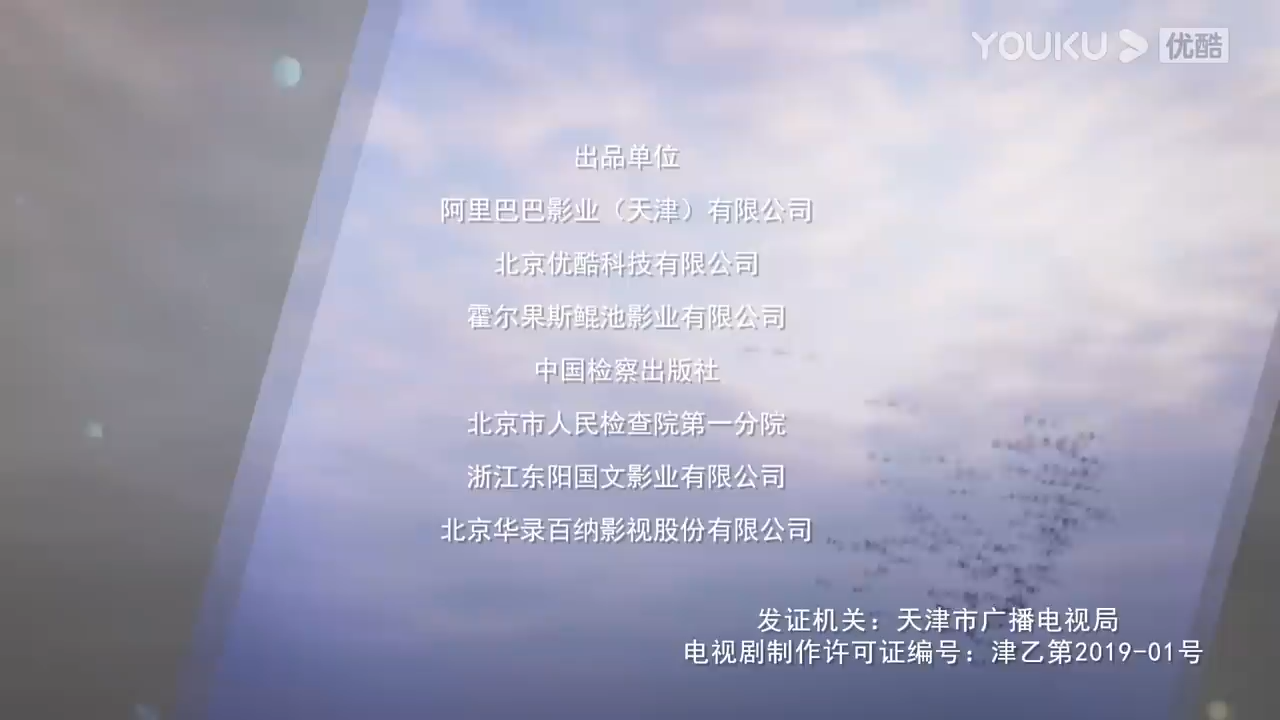 YOUKU 优酷
出品单位
阿里巴巴影业（天津）有限公司
北京优酷科技有限公司
霍尔果斯鲲池影业有限公司
中国检察出版社
北京市人民检查院第一分院
浙江东阳国文影业有限公司
北京华录百纳影视股份有限公司
发证机关：天津市广播电视局
电视剧制作许可证编号：津乙第2019-01号